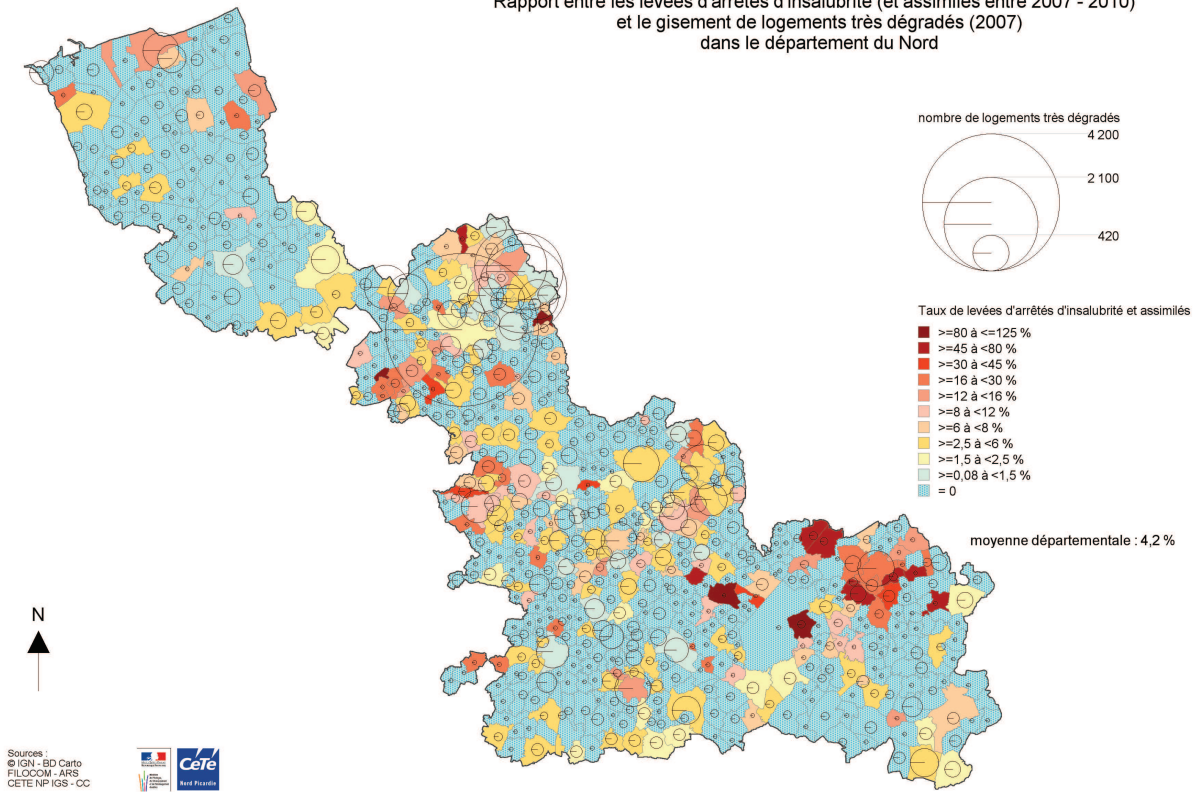 Rapport entre les levées d'arrêtés d'insalubrité (et assimilés entre 2007 - 2010)
et le gisement de logements très dégradés (2007)
dans le département du Nord
nombre de logements très dégradés
4 200
2 100
420
Taux de levées d'arrêtés d'insalubrité et assimilés
>=80 à <=125 %
>=45 à <80 %
>=30 à <45 %
>=16 à <30 %
>=12 à <16 %
>=8 à <12 %
>=6 à <8 %
>=2,5 à <6 %
>=1,5 à <2,5 %
>=0,08 à <1,5 %
= 0
moyenne départementale : 4,2 %
N
Sources :
© IGN - BD Carto
FILOCOM - ARS
CETE NP IGS - CC
CeTe
Nord Picardie